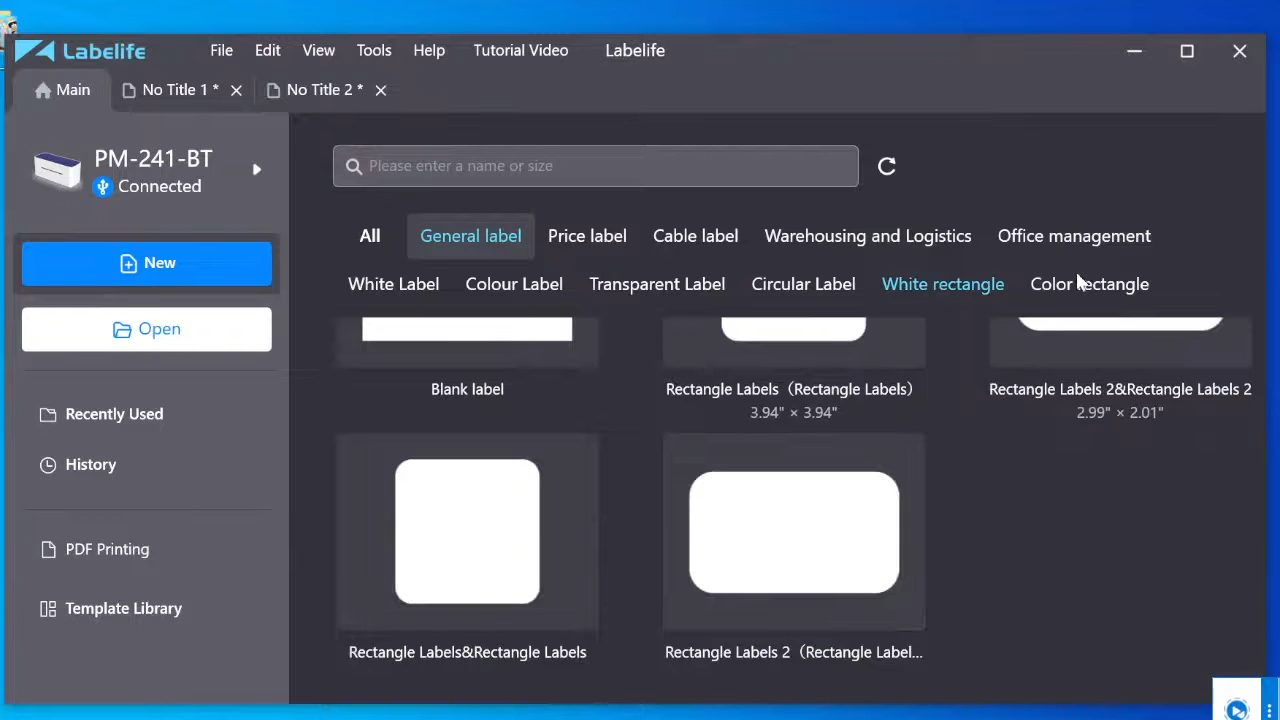 Labelife File Edit View Tools Help Tutorial Video Labelife
Main No Title 1 * No Title 2 *
PM-241-BT
Connected
Please enter a name or size
All General label Price label Cable label Warehousing and Logistics Office management
New
White Label Colour Label Transparent Label Circular Label White rectangle Color rectangle
Open
Blank label Rectangle Labels（Rectangle Labels） Rectangle Labels 2&Rectangle Labels 2
3.94" × 3.94" 2.99" × 2.01"
Recently Used
History
PDF Printing
Template Library
Rectangle Labels&Rectangle Labels Rectangle Labels 2（Rectangle Label...